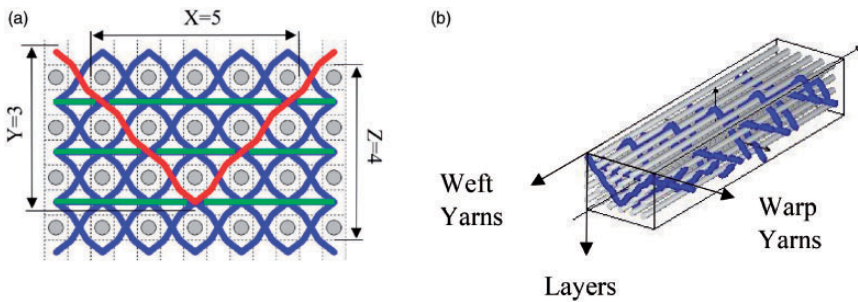 (a)
X=5
Y=3
Z=4
(b)
Weft
Yarns
Warp
Yarns
Layers